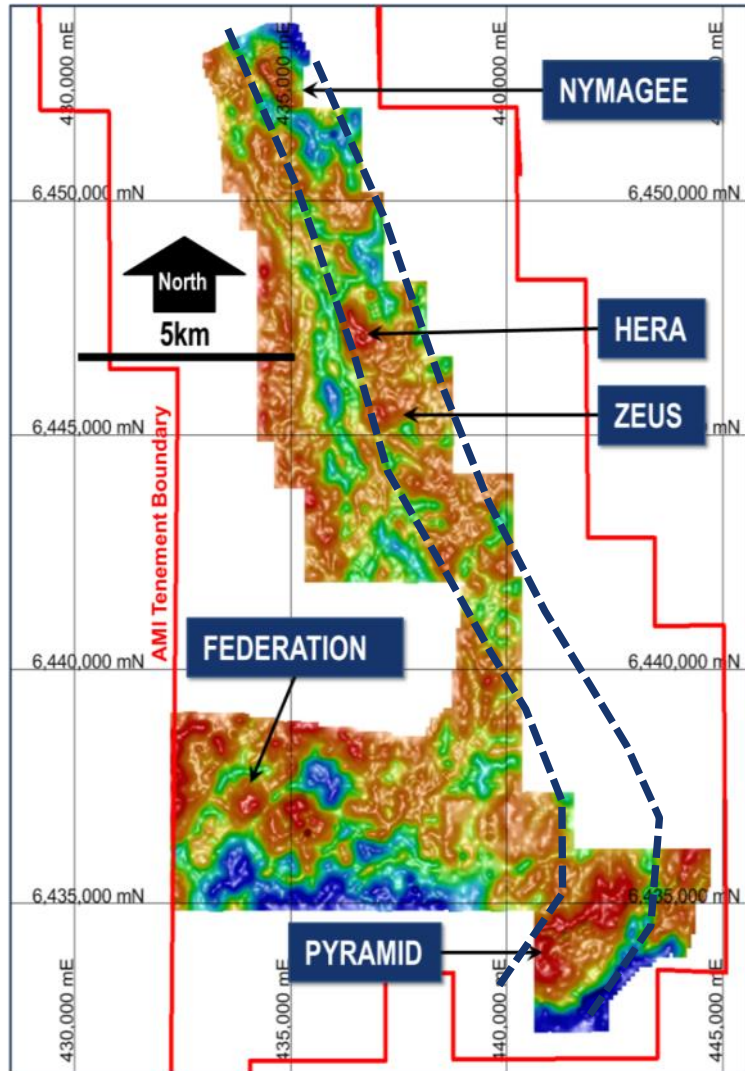 430,000 mE
435,000 mE
440,000 mE
NYMAGEE
6,450,000 mN
6,450,000 mN
North
5km
HERA
ZEUS
6,445,000 mN
AMI Tenement Boundary
FEDERATION
6,440,000 mN
6,440,000 mN
6,435,000 mN
6,435,000 mN
PYRAMID
430,000 mE
435,000 mE
440,000 mE
445,000 mE